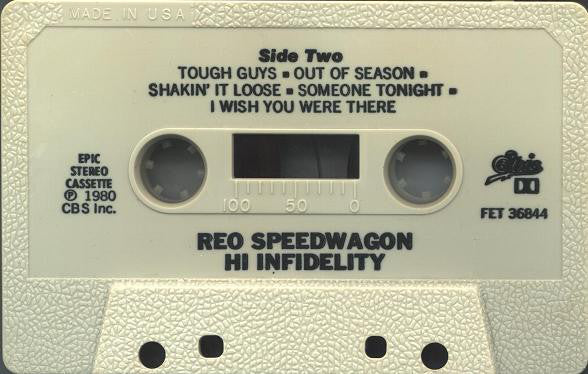 MADE IN USA
Side Two
TOUGH GUYS ▪ OUT OF SEASON ▪
SHAKIN' IT LOOSE ▪ SOMEONE TONIGHT ▪
I WISH YOU WERE THERE
EPIC
STEREO
CASSETTE
℗ 1980
CBS Inc.
100 50 0
Epic
FET 36844
REO SPEEDWAGON
HI INFIDELITY